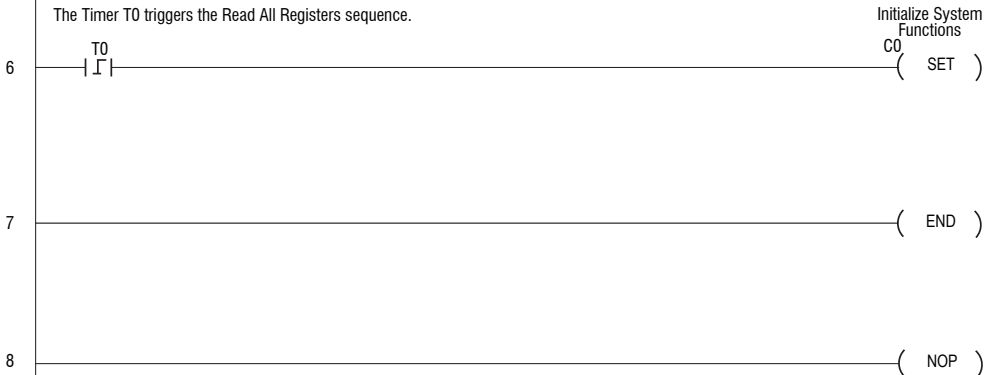 The Timer T0 triggers the Read All Registers sequence.
Initialize System
Functions
T0
C0
6
SET
7
END
8
NOP